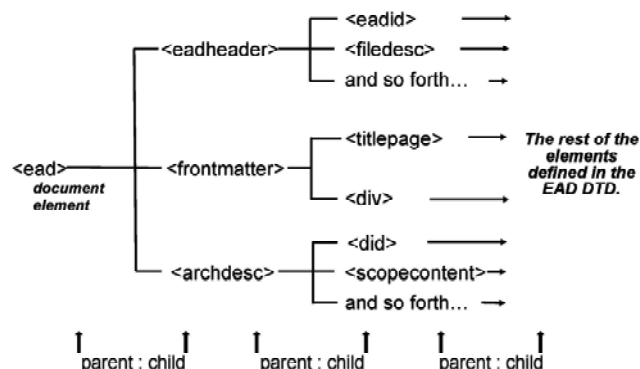 <eadid>
<eadheader>
<filedesc>
and so forth...
<titlepage>
The rest of the
elements
defined in the
EAD DTD.
<ead>
document
element
<frontmatter>
<div>
<did>
<archdesc>
<scopecontent>
and so forth...
parent : child
parent : child
parent : child